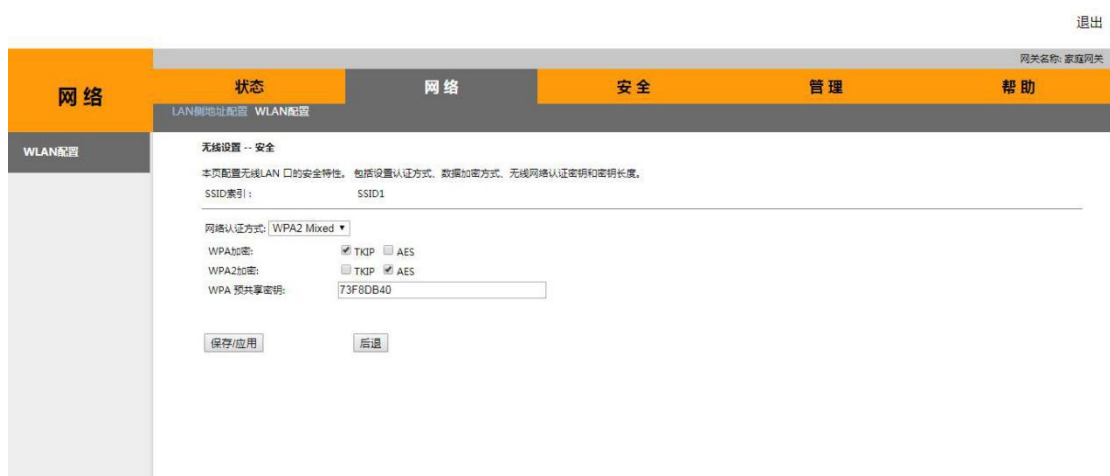 退出
网关名称: 家庭网关
网络
状态
网络
安全
管理
帮助
LAN侧地址配置 WLAN配置
WLAN配置
无线设置 -- 安全
本页配置无线LAN 口的安全特性。 包括设置认证方式、数据加密方式、无线网络认证密钥和密钥长度。
SSID索引: SSID1
网络认证方式: WPA2 Mixed
WPA加密: TKIP AES
WPA2加密: TKIP AES
WPA 预共享密钥: 73F8DB40
保存/应用 后退